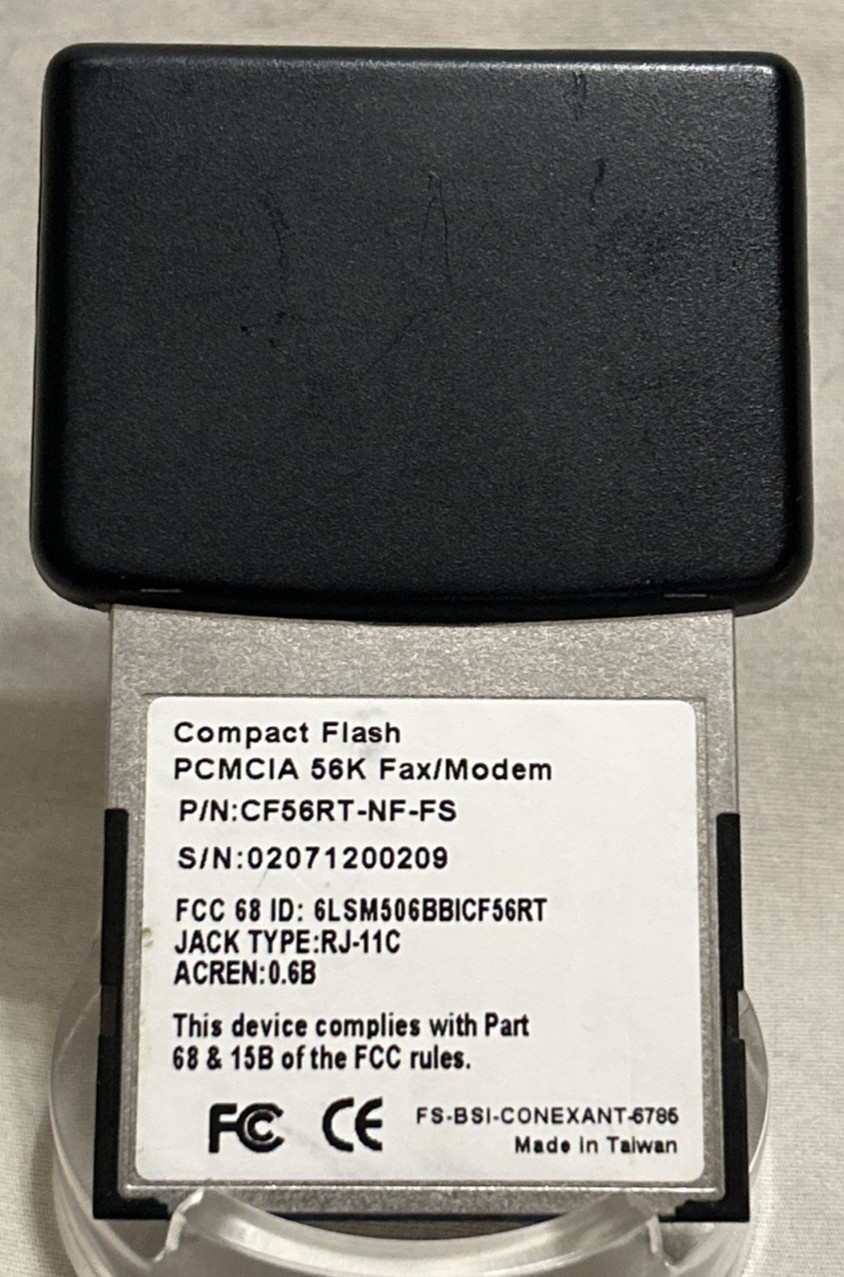 Compact Flash
PCMCIA 56K Fax/Modem
P/N:CF56RT-NF-FS
S/N:02071200209
FCC 68 ID: 6LSM506BBICF56RT
JACK TYPE:RJ-11C
ACREN:0.6B
This device complies with Part
68 & 15B of the FCC rules.
FC CE FS-BSI-CONEXANT-6786
Made in Taiwan